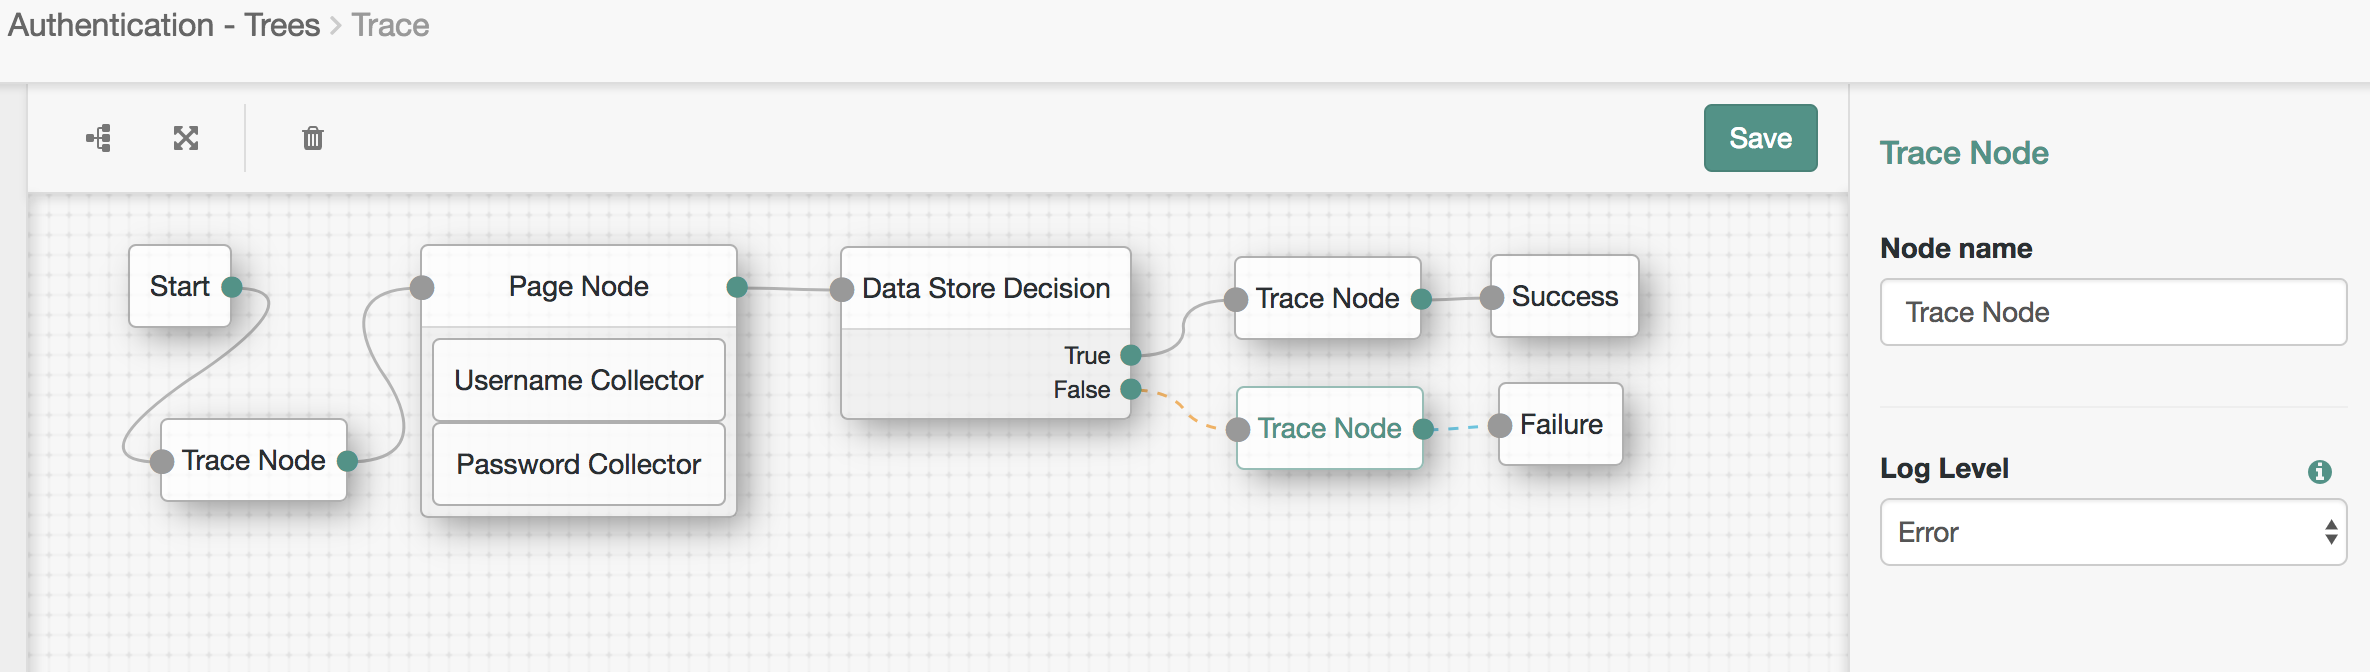 Authentication - Trees > Trace
Save
Start
Trace Node
Page Node
Username Collector
Password Collector
Data Store Decision
True
False
Trace Node
Success
Trace Node
Failure
Trace Node
Node name
Trace Node
Log Level
Error